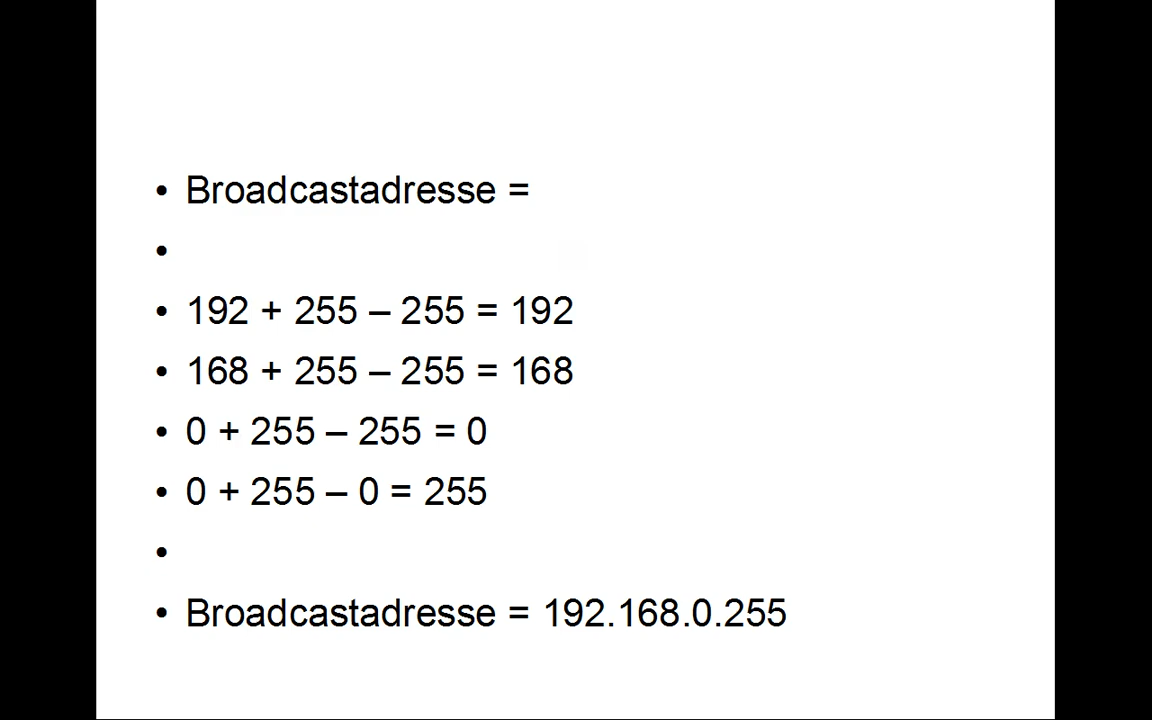 • Broadcastadresse =
•
• 192 + 255 – 255 = 192
• 168 + 255 – 255 = 168
• 0 + 255 – 255 = 0
• 0 + 255 – 0 = 255
•
• Broadcastadresse = 192.168.0.255